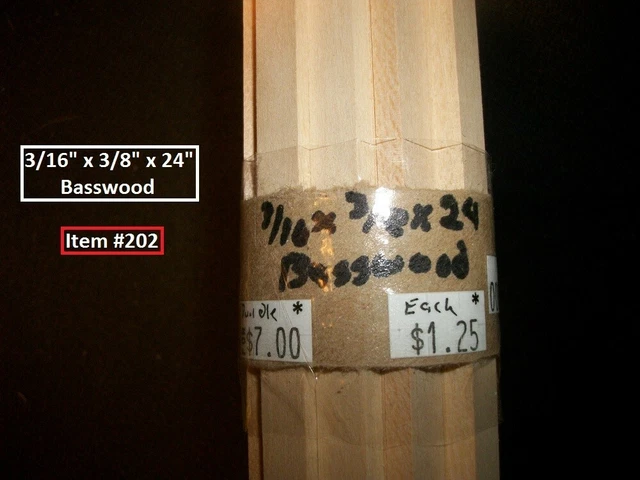 3/16" x 3/8" x 24"
Basswood
Item #202
3/16 x 3/8 x 24
Basswood
*
$7.00
Each *
$1.25